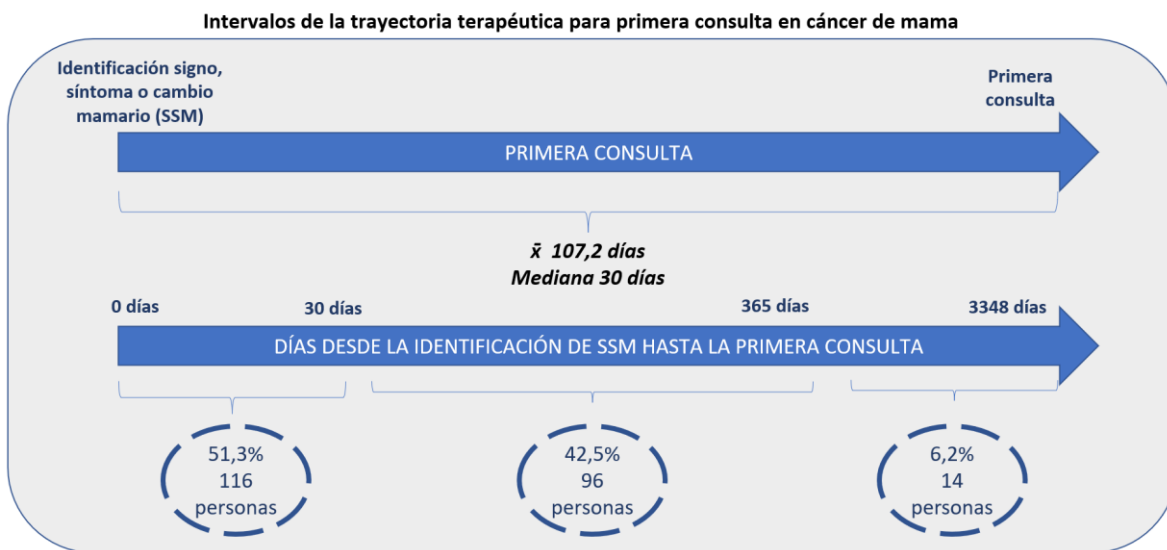 Intervalos de la trayectoria terapéutica para primera consulta en cáncer de mama
Identificación signo,
síntoma o cambio
mamario (SSM)
Primera
consulta
PRIMERA CONSULTA
x̄ 107,2 días
Mediana 30 días
0 días
30 días
365 días
3348 días
DÍAS DESDE LA IDENTIFICACIÓN DE SSM HASTA LA PRIMERA CONSULTA
51,3%
116
personas
42,5%
96
personas
6,2%
14
personas